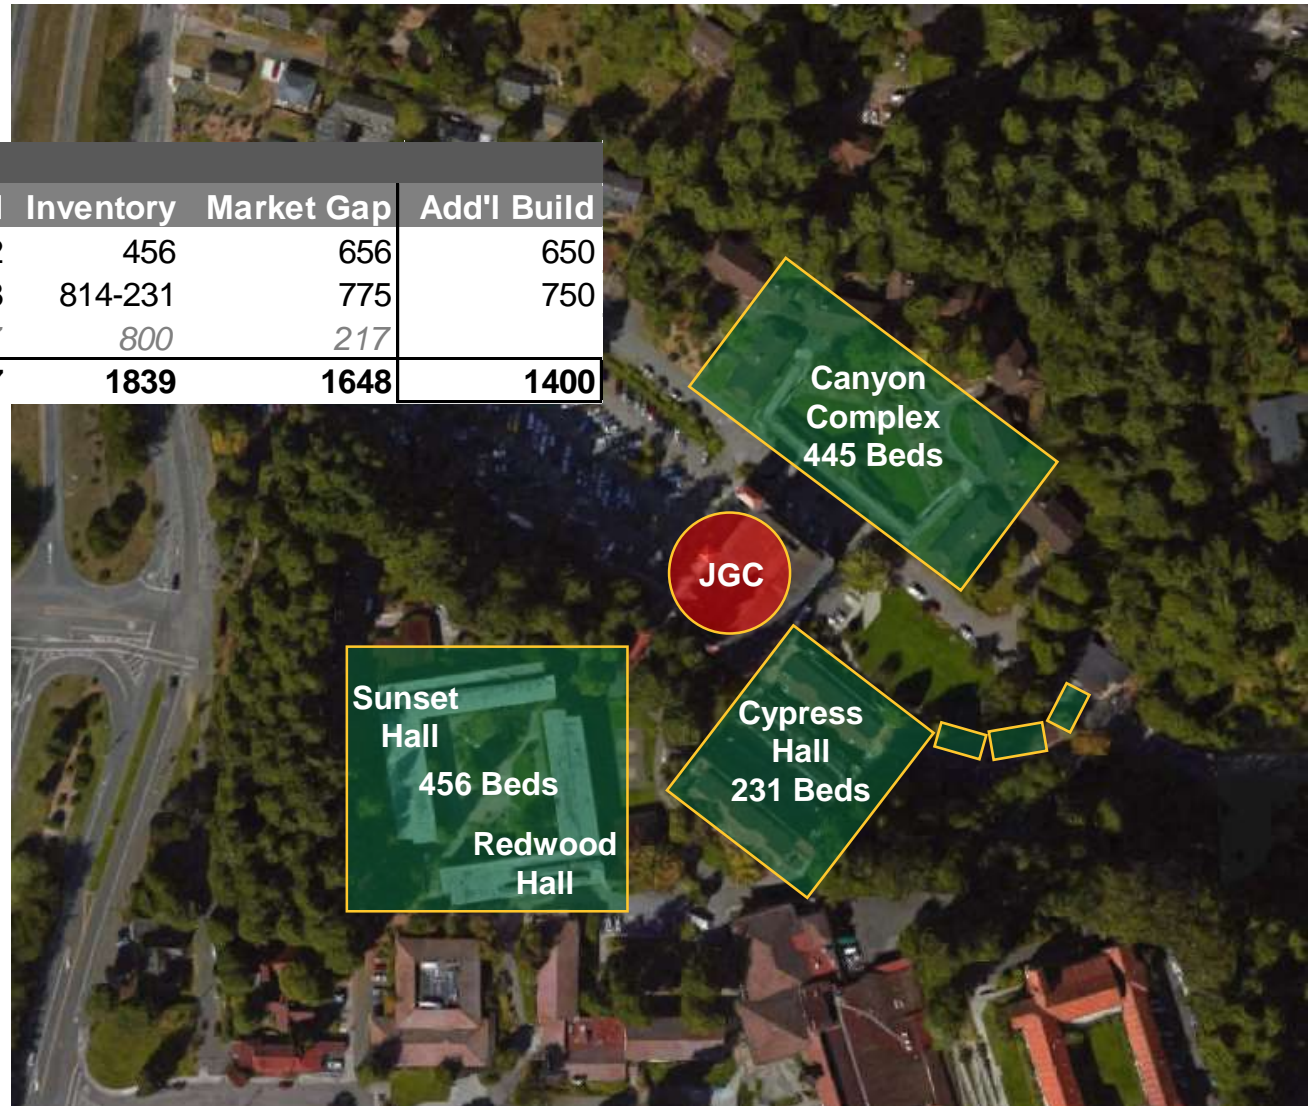 Inventory Market Gap Add'l Build
2 456 656 650
814-231 775 750
800 217
1839 1648 1400
Canyon
Complex
445 Beds
JGC
Sunset
Hall
456 Beds
Redwood
Hall
Cypress
Hall
231 Beds